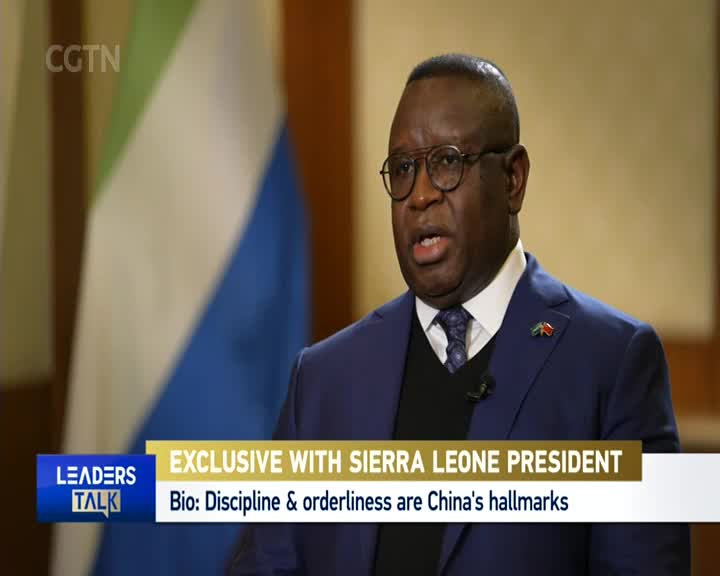 CGTN
EXCLUSIVE WITH SIERRA LEONE PRESIDENT
LEADERS
TALK
Bio: Discipline & orderliness are China's hallmarks